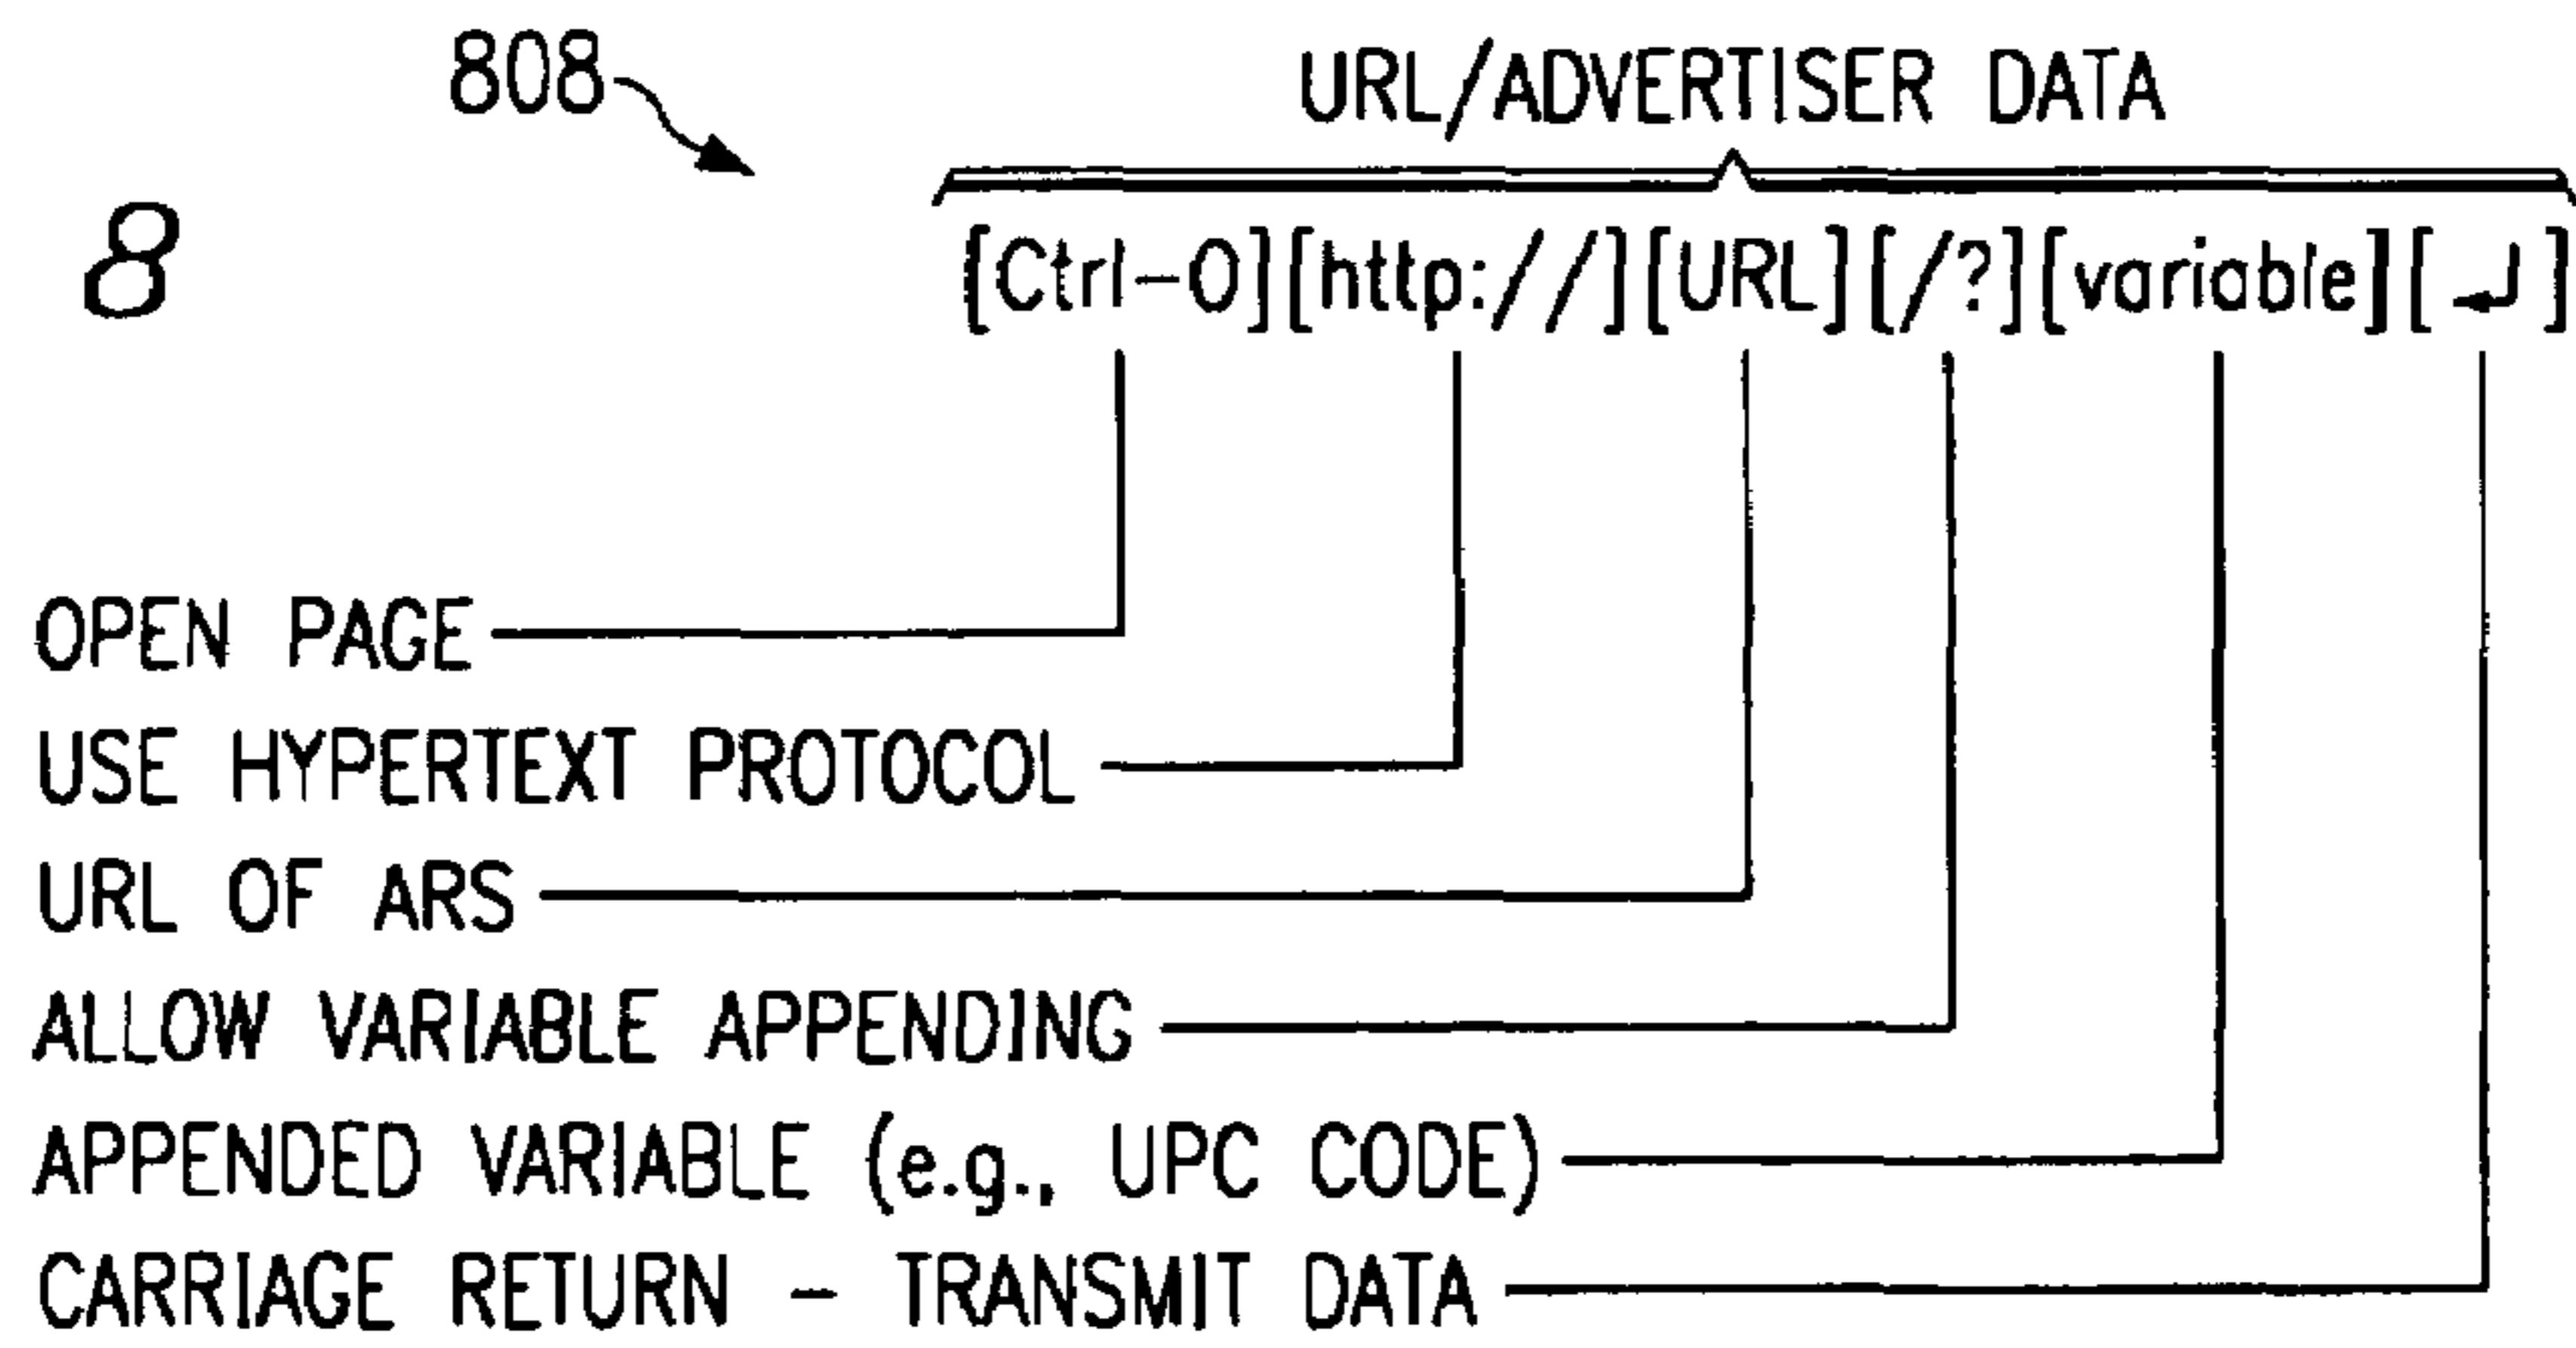 808
URL/ADVERTISER DATA
8
[Ctrl-O][http://][URL][/?][variable][↵]
OPEN PAGE
USE HYPERTEXT PROTOCOL
URL OF ARS
ALLOW VARIABLE APPENDING
APPENDED VARIABLE (e.g., UPC CODE)
CARRIAGE RETURN - TRANSMIT DATA